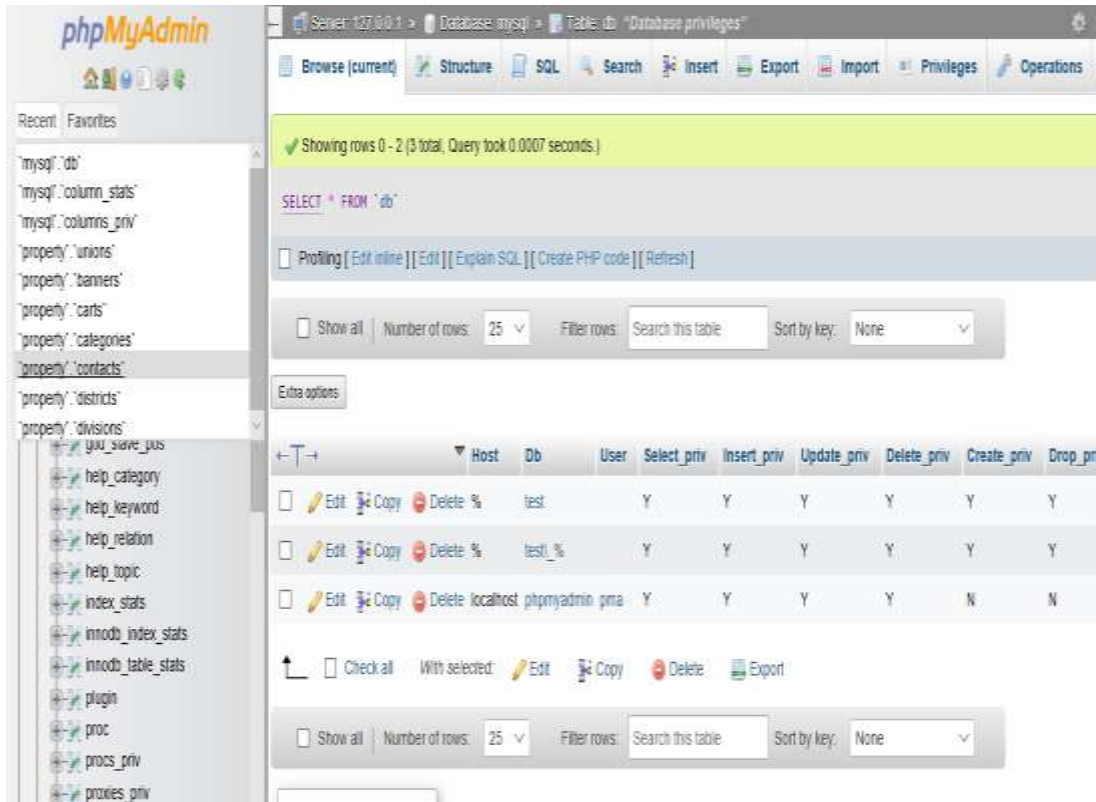 phpMyAdmin
Recent Favorites
`mysql`.`db`
`mysql`.`column_stats`
`mysql`.`columns_priv`
`property`.`unions`
`property`.`banners`
`property`.`carts`
`property`.`categories`
`property`.`contacts`
`property`.`districts`
`property`.`divisions`
gtid_slave_pos
help_category
help_keyword
help_relation
help_topic
index_stats
innodb_index_stats
innodb_table_stats
plugin
proc
procs_priv
proxies_priv
Server: 127.0.0.1 » Database: mysql » Table: db "Database privileges"
Browse (current) Structure SQL Search Insert Export Import Privileges Operations
Showing rows 0 - 2 (3 total, Query took 0.0007 seconds.)
SELECT * FROM `db`
Profiling [ Edit inline ] [ Edit ] [ Explain SQL ] [ Create PHP code ] [ Refresh ]
Show all | Number of rows: 25 Filter rows: Search this table Sort by key: None
Extra options
←T→ ▼ Host Db User Select_priv Insert_priv Update_priv Delete_priv Create_priv Drop_pr
Edit Copy Delete % test Y Y Y Y Y Y
Edit Copy Delete % test\_% Y Y Y Y Y Y
Edit Copy Delete localhost phpmyadmin pma Y Y Y Y N N
Check all With selected: Edit Copy Delete Export
Show all | Number of rows: 25 Filter rows: Search this table Sort by key: None